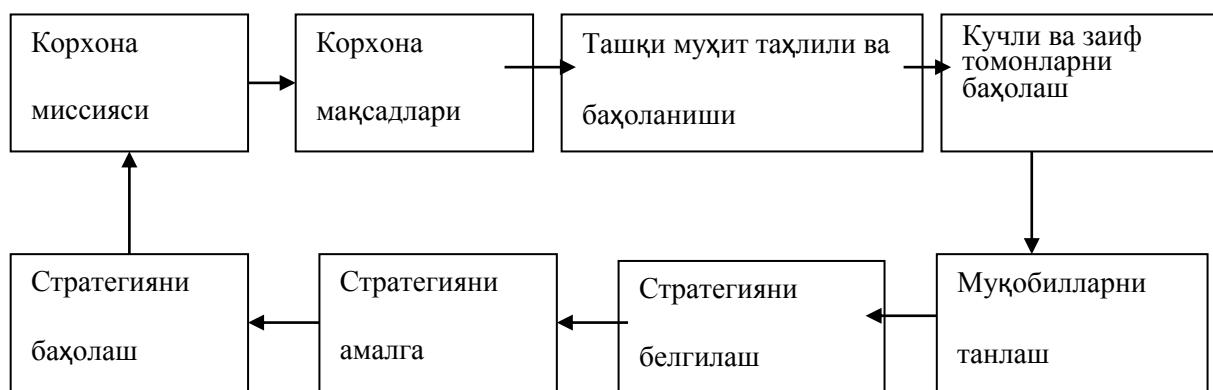 Корхона
миссияси
Корхона
мақсадлари
Ташқи муҳит таҳлили ва
баҳоланиши
Кучли ва заиф
томонларни
баҳолаш
Стратегияни
баҳолаш
Стратегияни
амалга
Стратегияни
белгилаш
Муқобилларни
танлаш